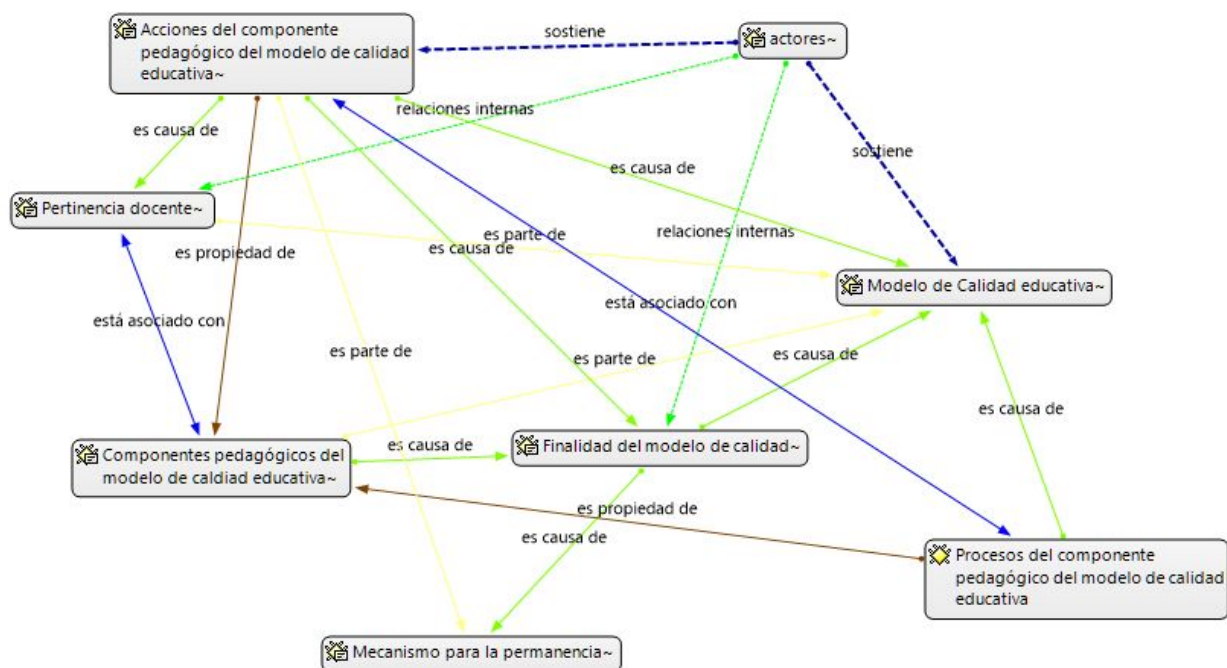 Acciones del componente
pedagógico del modelo de calidad
educativa~
sostiene
actores~
es causa de
relaciones internas
es causa de
sostiene
Pertinencia docente~
es propiedad de
es causa de
es parte de
relaciones internas
Modelo de Calidad educativa~
está asociado con
está asociado con
es parte de
es parte de
es causa de
es causa de
Componentes pedagógicos del
modelo de caldiad educativa~
es causa de
Finalidad del modelo de calidad~
es propiedad de
es causa de
Procesos del componente
pedagógico del modelo de calidad
educativa
Mecanismo para la permanencia~